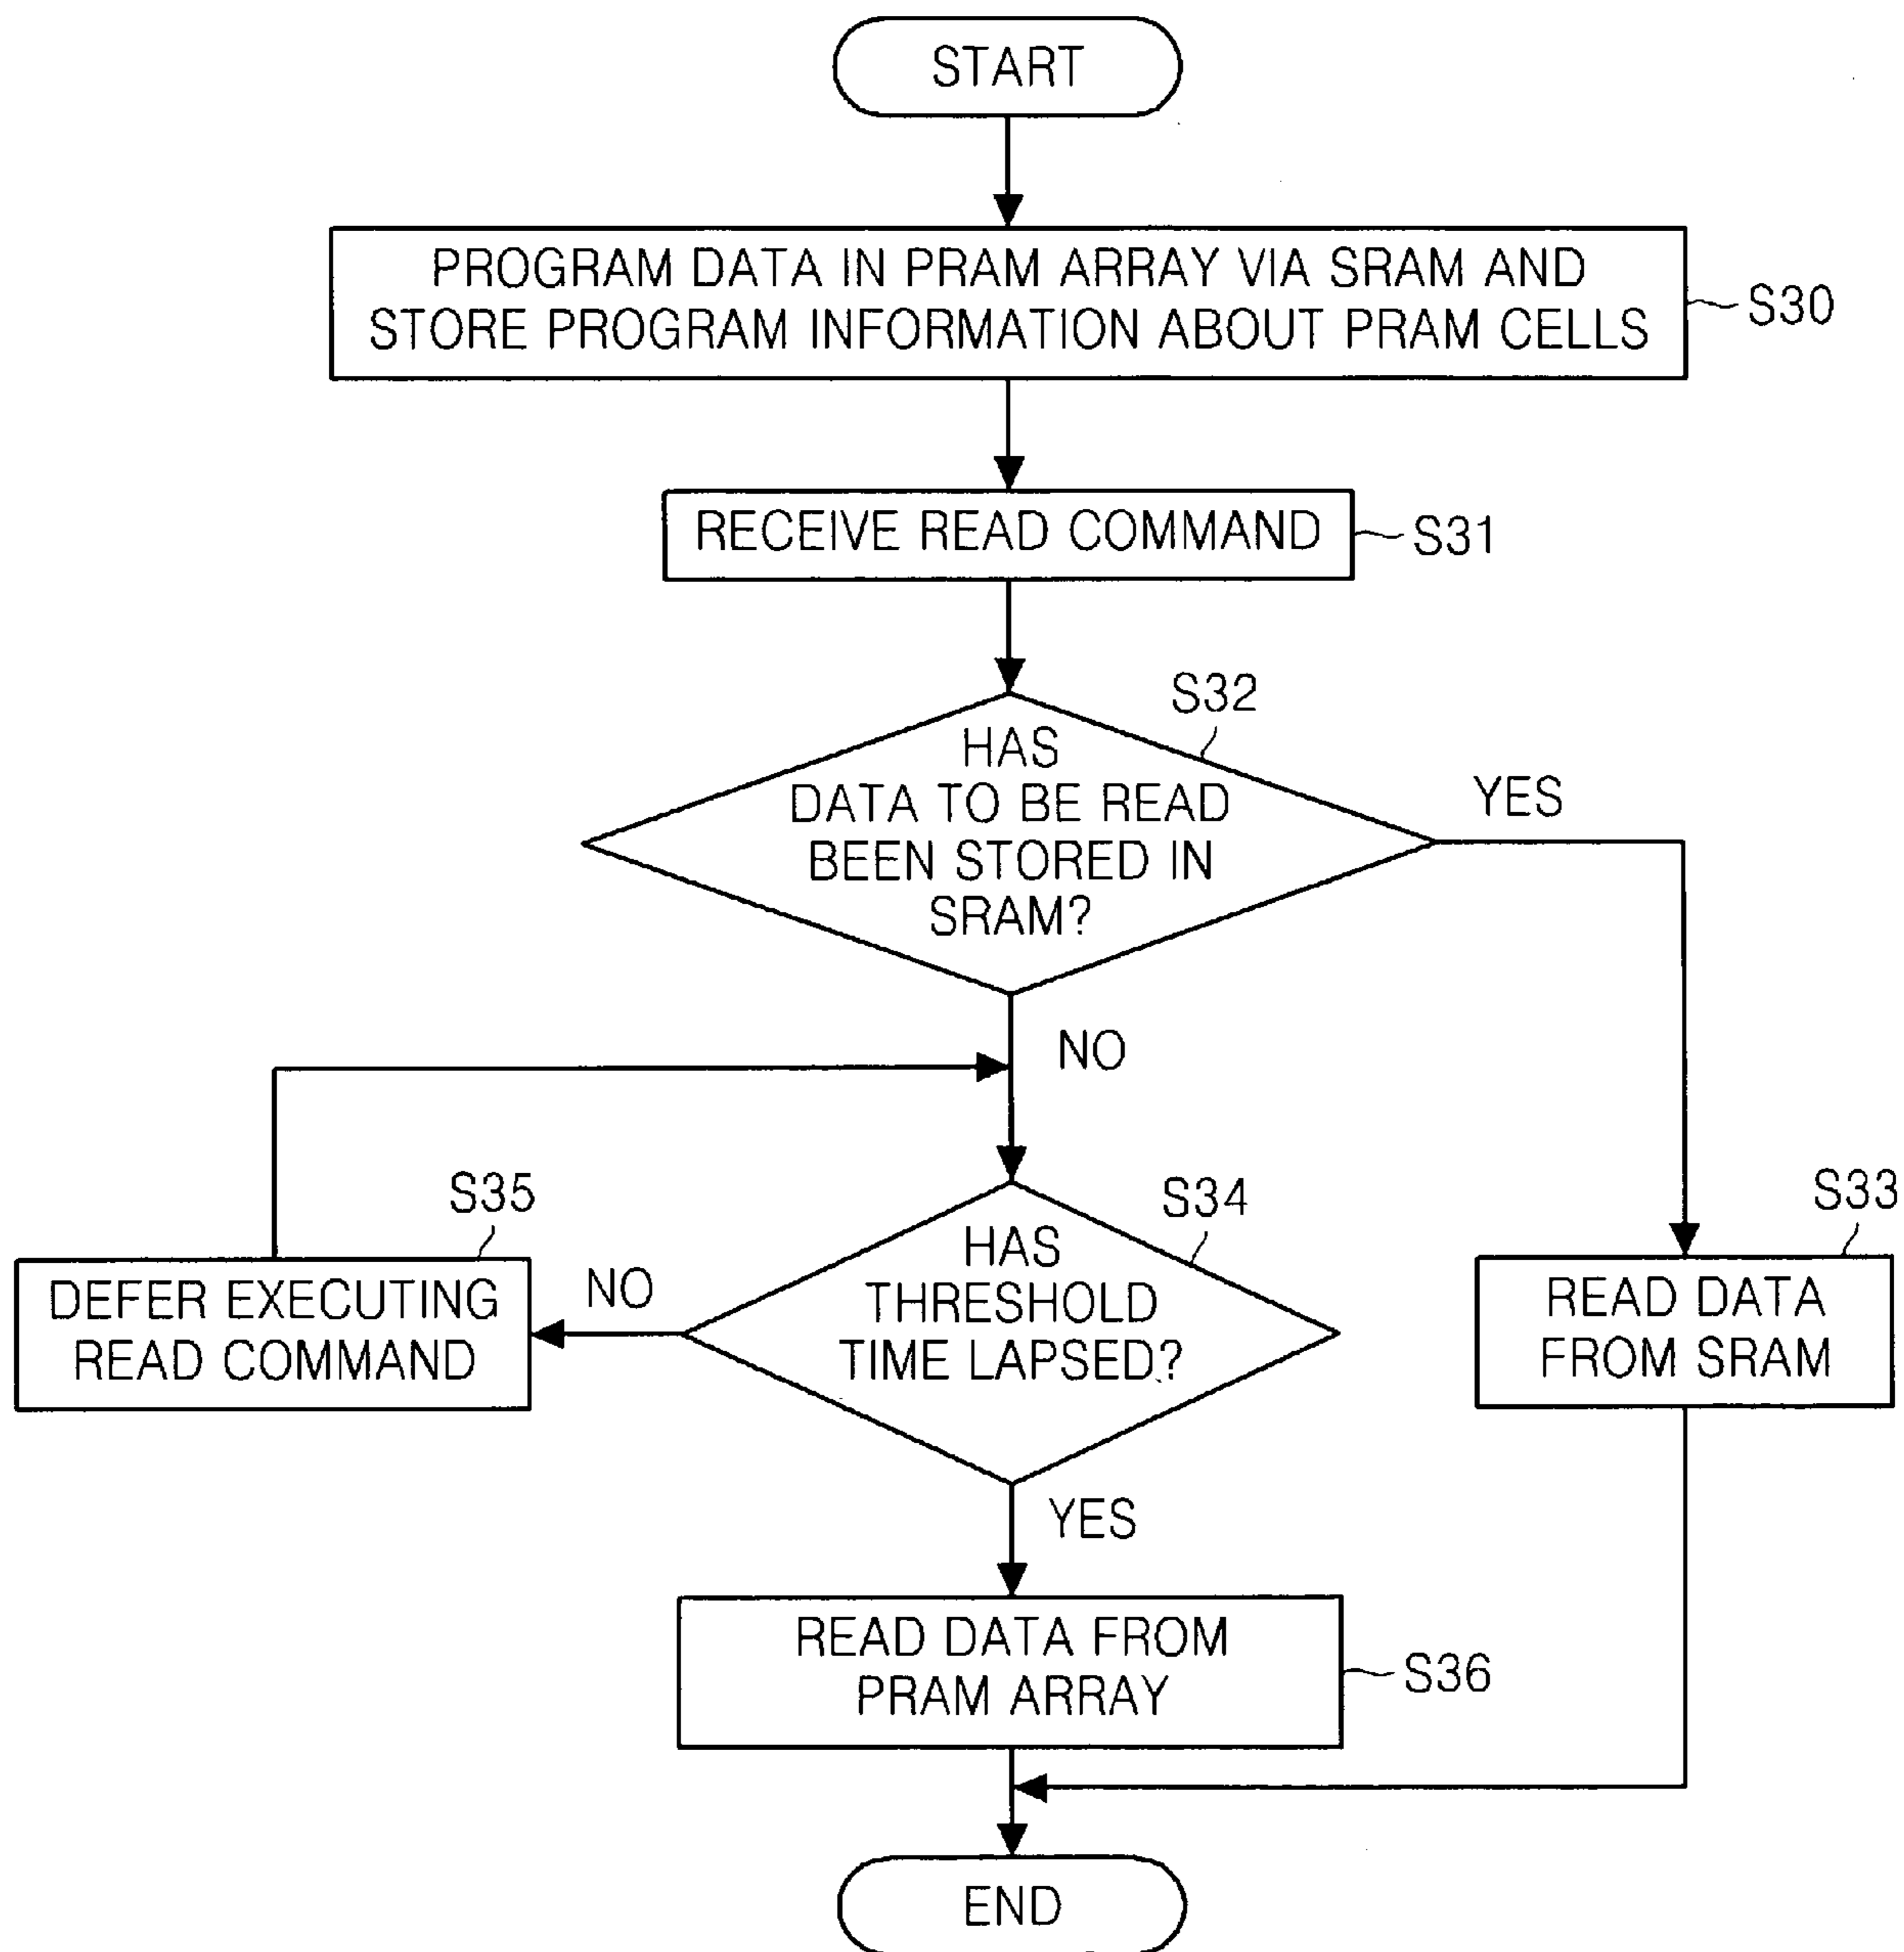 START
PROGRAM DATA IN PRAM ARRAY VIA SRAM AND
STORE PROGRAM INFORMATION ABOUT PRAM CELLS
S30
RECEIVE READ COMMAND
S31
S32
HAS
DATA TO BE READ
BEEN STORED IN
SRAM?
YES
NO
S35
DEFER EXECUTING
READ COMMAND
NO
S34
HAS
THRESHOLD
TIME LAPSED?
S33
READ DATA
FROM SRAM
YES
READ DATA FROM
PRAM ARRAY
S36
END